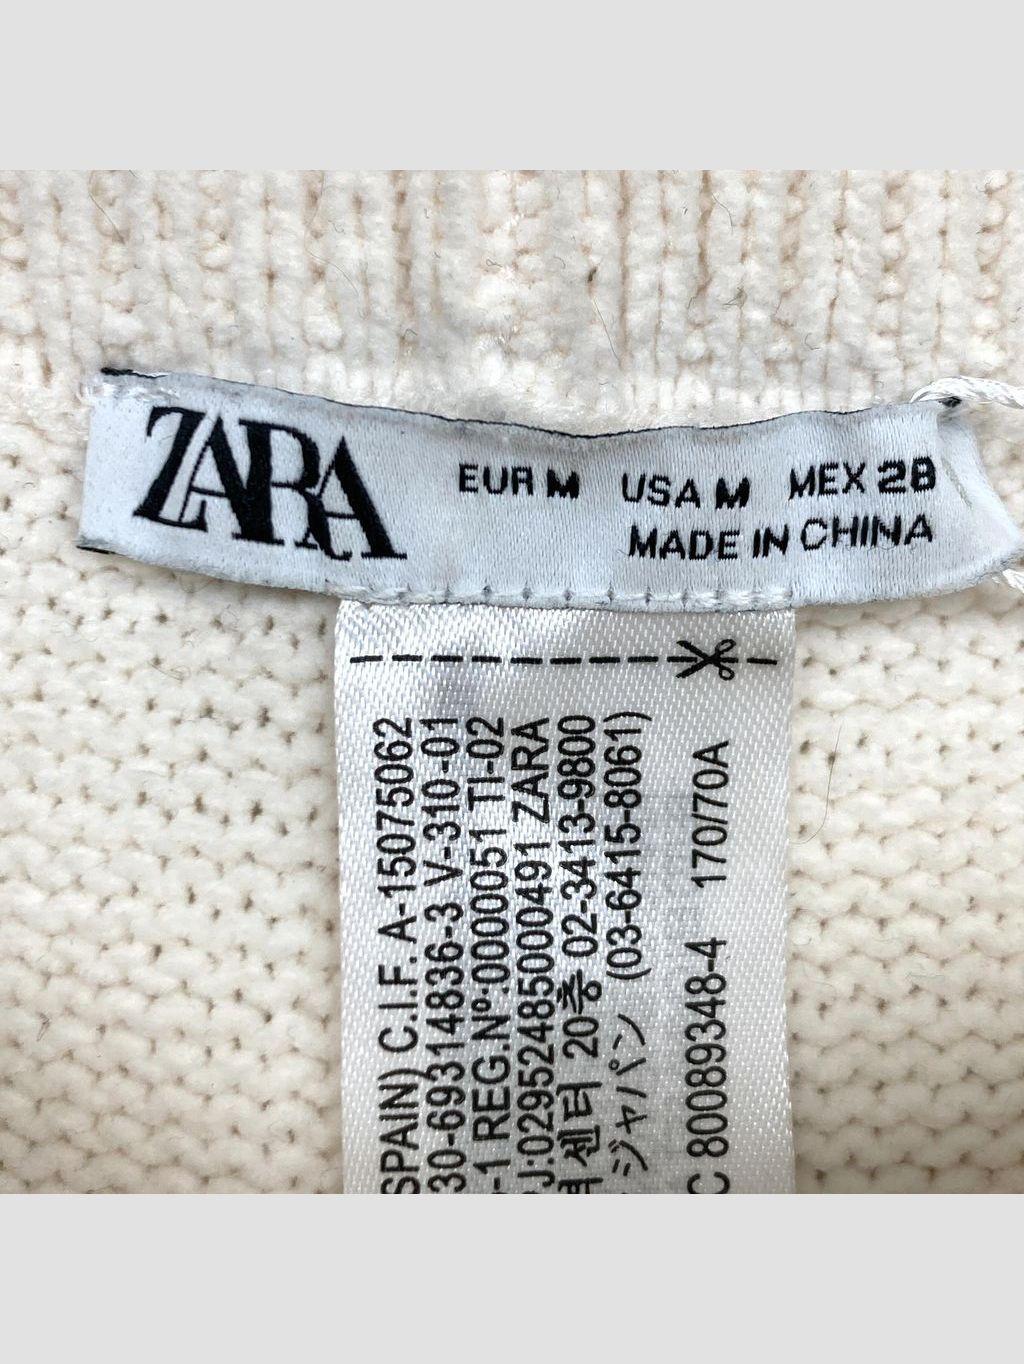 ZARA
EUR M USA M MEX 28
MADE IN CHINA
SPAIN) C.I.F. A-15075062
30-69314836-3 V-310-01
-1 REG.Nº:0000051 TI-02
J:02952485000491 ZARA
센터 20층 02-3413-9800
ジャパン (03-6415-8061)
C 80089348-4 170/70A